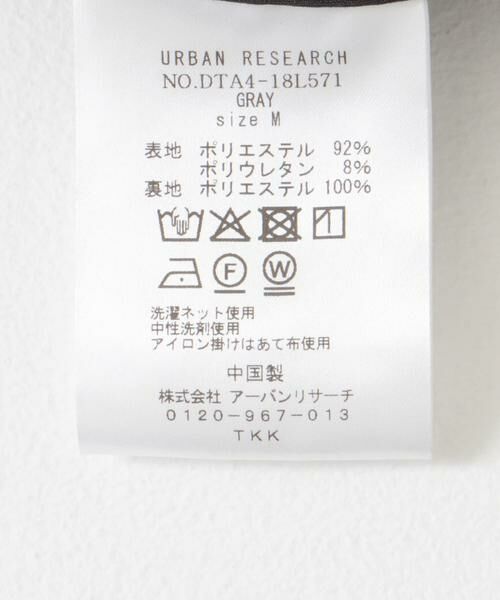 URBAN RESEARCH
NO.DTA4-18L571
GRAY
size M
表地 ポリエステル 92%
ポリウレタン 8%
裏地 ポリエステル 100%
F W
洗濯ネット使用
中性洗剤使用
アイロン掛けはあて布使用
中国製
株式会社 アーバンリサーチ
0120-967-013
TKK